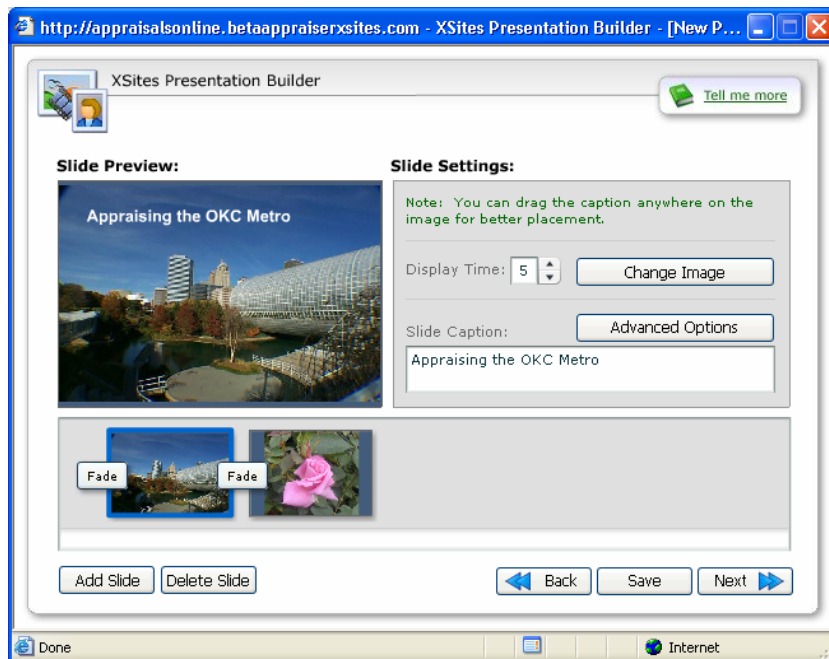 http://appraisalsonline.betaappraiserxsites.com - XSites Presentation Builder - [New P...
XSites Presentation Builder
Tell me more
Slide Preview:
Slide Settings:
Appraising the OKC Metro
Note: You can drag the caption anywhere on the
image for better placement.
Display Time: 5
Change Image
Slide Caption:
Advanced Options
Appraising the OKC Metro
Fade
Fade
Add Slide
Delete Slide
Back
Save
Next
Done
Internet